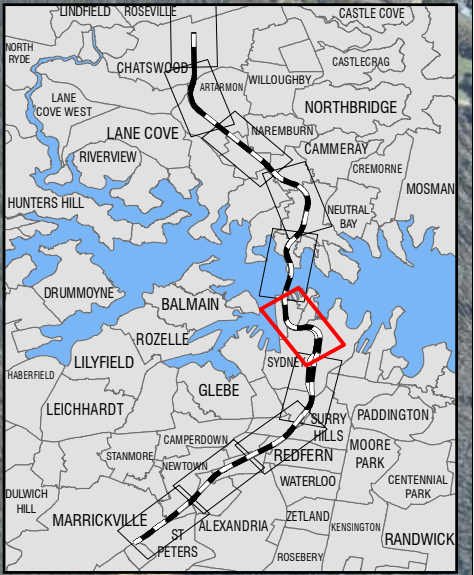 LINDFIELD
ROSEVILLE
CASTLE COVE
NORTH
RYDE
CHATSWOOD
CASTLECRAG
WILLOUGHBY
ARTARMON
LANE
COVE WEST
NORTHBRIDGE
LANE COVE
NAREMBURN
CAMMERAY
RIVERVIEW
CREMORNE
MOSMAN
HUNTERS HILL
NEUTRAL
BAY
DRUMMOYNE
BALMAIN
ROZELLE
LILYFIELD
SYDNEY
HABERFIELD
GLEBE
LEICHHARDT
SURRY
HILLS
PADDINGTON
CAMPERDOWN
STANMORE
NEWTOWN
REDFERN
MOORE
PARK
WATERLOO
CENTENNIAL
PARK
DULWICH
HILL
MARRICKVILLE
ST
PETERS
ALEXANDRIA
ZETLAND
KENSINGTON
RANDWICK
ROSEBERY